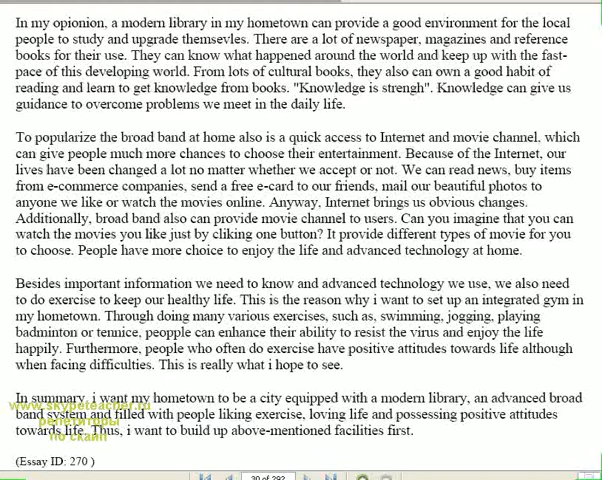 In my opionion, a modern library in my hometown can provide a good environment for the local
people to study and upgrade themsevles. There are a lot of newspaper, magazines and reference
books for their use. They can know what happened around the world and keep up with the fast-
pace of this developing world. From lots of cultural books, they also can own a good habit of
reading and learn to get knowledge from books. "Knowledge is strengh". Knowledge can give us
guidance to overcome problems we meet in the daily life.
To popularize the broad band at home also is a quick access to Internet and movie channel, which
can give people much more chances to choose their entertainment. Because of the Internet, our
lives have been changed a lot no matter whether we accept or not. We can read news, buy items
from e-commerce companies, send a free e-card to our friends, mail our beautiful photos to
anyone we like or watch the movies online. Anyway, Internet brings us obvious changes.
Additionally, broad band also can provide movie channel to users. Can you imagine that you can
watch the movies you like just by cliking one button? It provide different types of movie for you
to choose. People have more choice to enjoy the life and advanced technology at home.
Besides important information we need to know and advanced technology we use, we also need
to do exercise to keep our healthy life. This is the reason why i want to set up an integrated gym in
my hometown. Through doing many various exercises, such as, swimming, jogging, playing
badminton or tennice, peopple can enhance their ability to resist the virus and enjoy the life
happily. Furthermore, people who often do exercise have positive attitudes towards life although
when facing difficulties. This is really what i hope to see.
In summary, i want my hometown to be a city equipped with a modern library, an advanced broad
www.skypeteacher.ru
band system and filled with people liking exercise, loving life and possessing positive attitudes
репетиторы
towards life. Thus, i want to build up above-mentioned facilities first.
по скайп
(Essay ID: 270 )
30 of 292